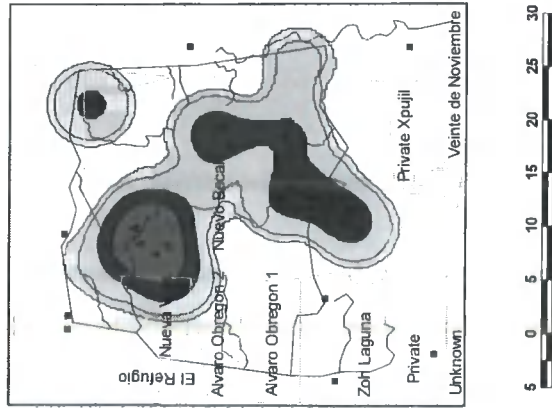 Nueva
El Refugio
Alvaro Obregon 2
Nuevo Becal
Alvaro Obregon 1
Zoh Laguna
Private
Private Xpujil
Unknown
Veinte de Noviembre
5 0 5 10 15 20 25 30